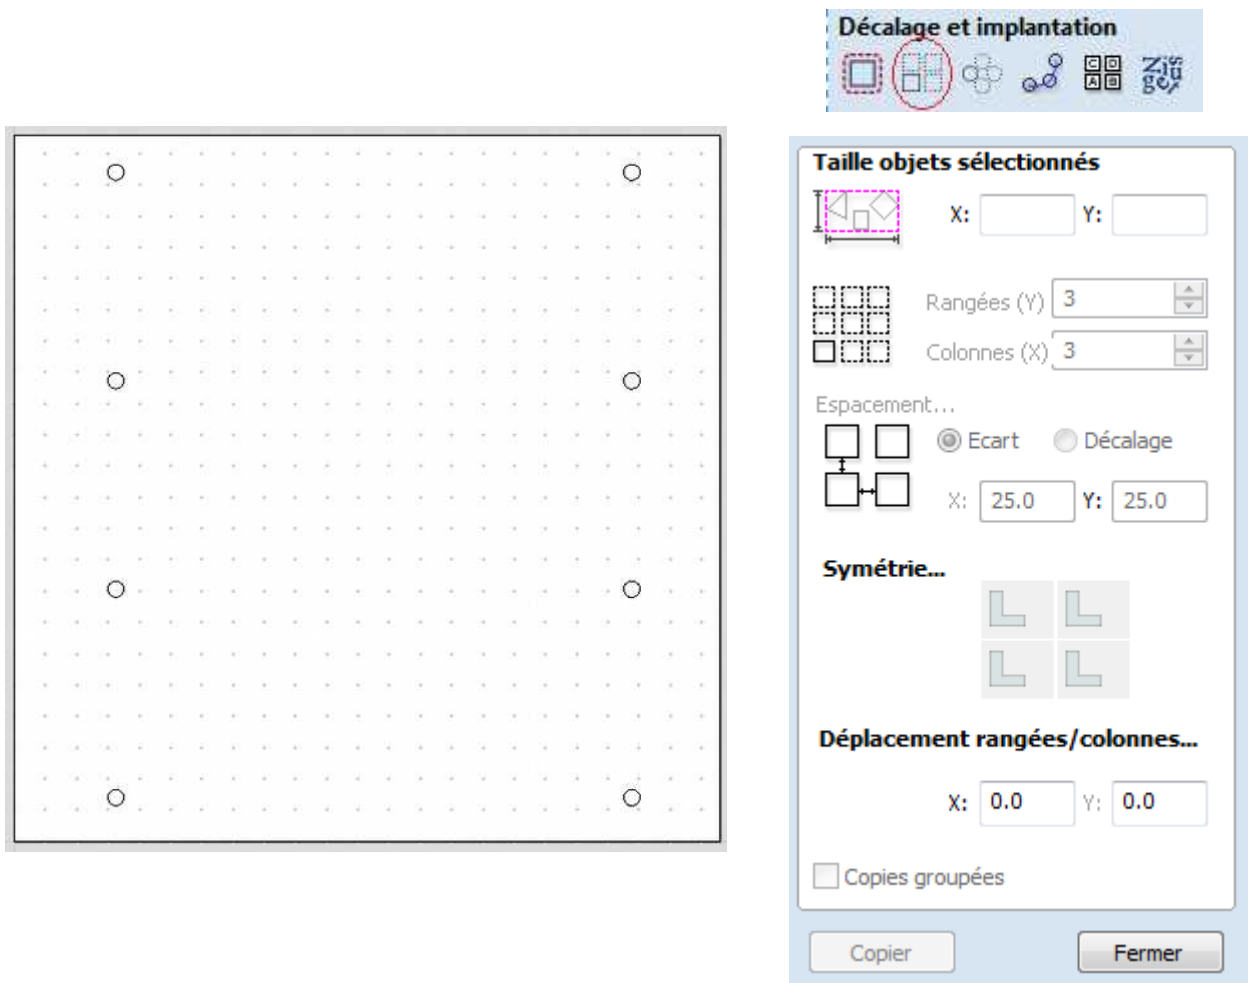 Décalage et implantation
C D
A B
Taille objets sélectionnés
X: Y:
Rangées (Y) 3
Colonnes (X) 3
Espacement...
Ecart Décalage
X: 25.0 Y: 25.0
Symétrie...
Déplacement rangées/colonnes...
X: 0.0 Y: 0.0
Copies groupées
Copier Fermer